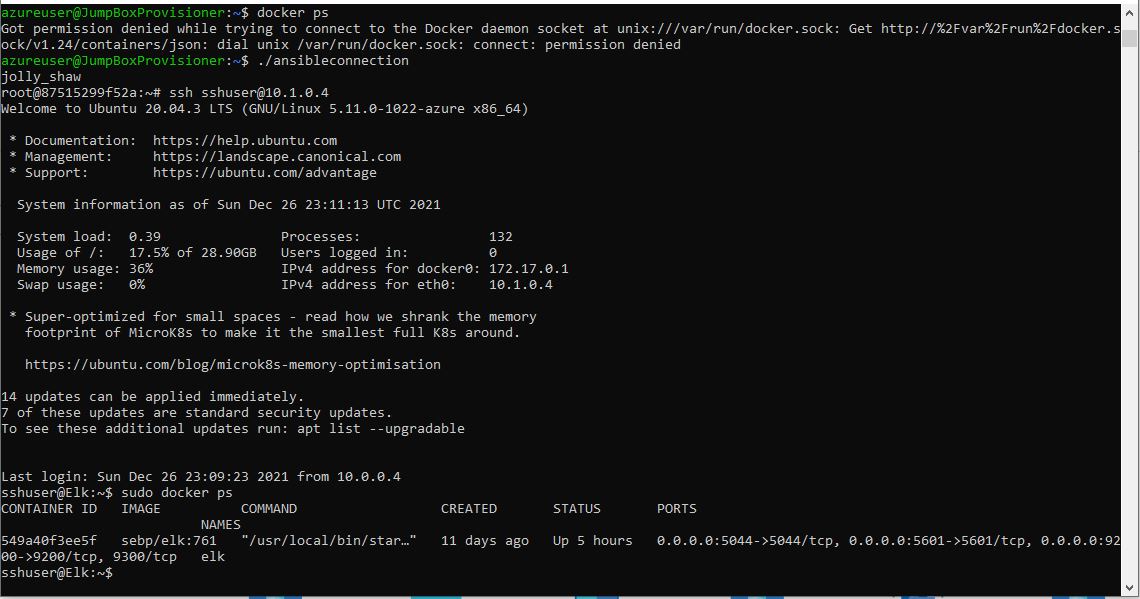 azureuser@JumpBoxProvisioner:~$ docker ps
Got permission denied while trying to connect to the Docker daemon socket at unix:///var/run/docker.sock: Get http://%2Fvar%2Frun%2Fdocker.s
ock/v1.24/containers/json: dial unix /var/run/docker.sock: connect: permission denied
azureuser@JumpBoxProvisioner:~$ ./ansibleconnection
jolly_shaw
root@87515299f52a:~# ssh sshuser@10.1.0.4
Welcome to Ubuntu 20.04.3 LTS (GNU/Linux 5.11.0-1022-azure x86_64)

 * Documentation:  https://help.ubuntu.com
 * Management:     https://landscape.canonical.com
 * Support:        https://ubuntu.com/advantage

  System information as of Sun Dec 26 23:11:13 UTC 2021

  System load:  0.39               Processes:                132
  Usage of /:   17.5% of 28.90GB   Users logged in:          0
  Memory usage: 36%                IPv4 address for docker0: 172.17.0.1
  Swap usage:   0%                 IPv4 address for eth0:    10.1.0.4

 * Super-optimized for small spaces - read how we shrank the memory
   footprint of MicroK8s to make it the smallest full K8s around.

   https://ubuntu.com/blog/microk8s-memory-optimisation

14 updates can be applied immediately.
7 of these updates are standard security updates.
To see these additional updates run: apt list --upgradable


Last login: Sun Dec 26 23:09:23 2021 from 10.0.0.4
sshuser@Elk:~$ sudo docker ps
CONTAINER ID   IMAGE          COMMAND                  CREATED       STATUS       PORTS
                         NAMES
549a40f3ee5f   sebp/elk:761   "/usr/local/bin/star…"   11 days ago   Up 5 hours   0.0.0.0:5044->5044/tcp, 0.0.0.0:5601->5601/tcp, 0.0.0.0:92
00->9200/tcp, 9300/tcp   elk
sshuser@Elk:~$